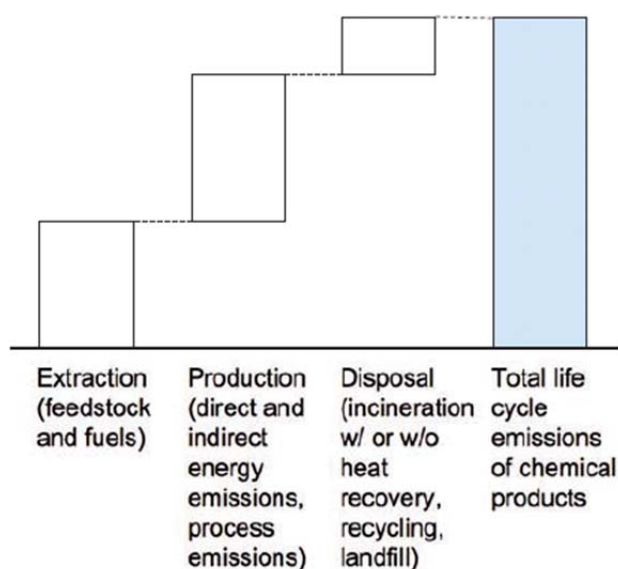 Extraction
(feedstock
and fuels)
Production
(direct and
indirect
energy
emissions,
process
emissions)
Disposal
(incineration
w/ or w/o
heat
recovery,
recycling,
landfill)
Total life
cycle
emissions
of chemical
products